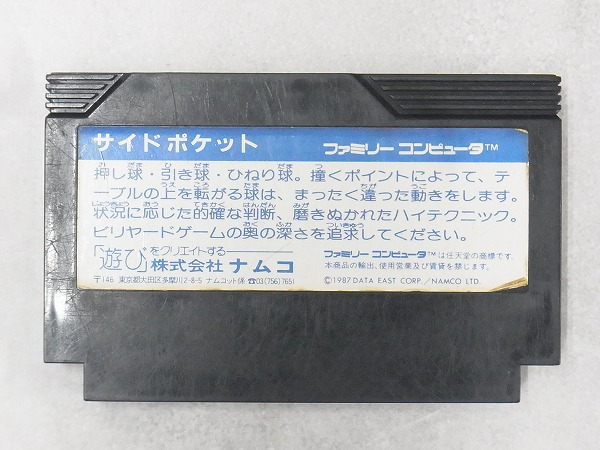 サイドポケット ファミリー コンピュータ™
押し球・引き球・ひねり球。撞くポイントによって、テ
ーブルの上を転がる球は、まったく違った動きをします。
状況に応じた的確な判断、磨きぬかれたハイテクニック。
ビリヤードゲームの奥の深さを追求してください。
「遊び」をクリエイトする
株式会社 ナムコ
〒146 東京都大田区多摩川2-8-5 ナムコット係 ☎03(756)7651
ファミリー コンピュータ™は任天堂の商標です。
本商品の輸出、使用営業及び賃貸を禁じます。
©1987 DATA EAST CORP./NAMCO LTD.